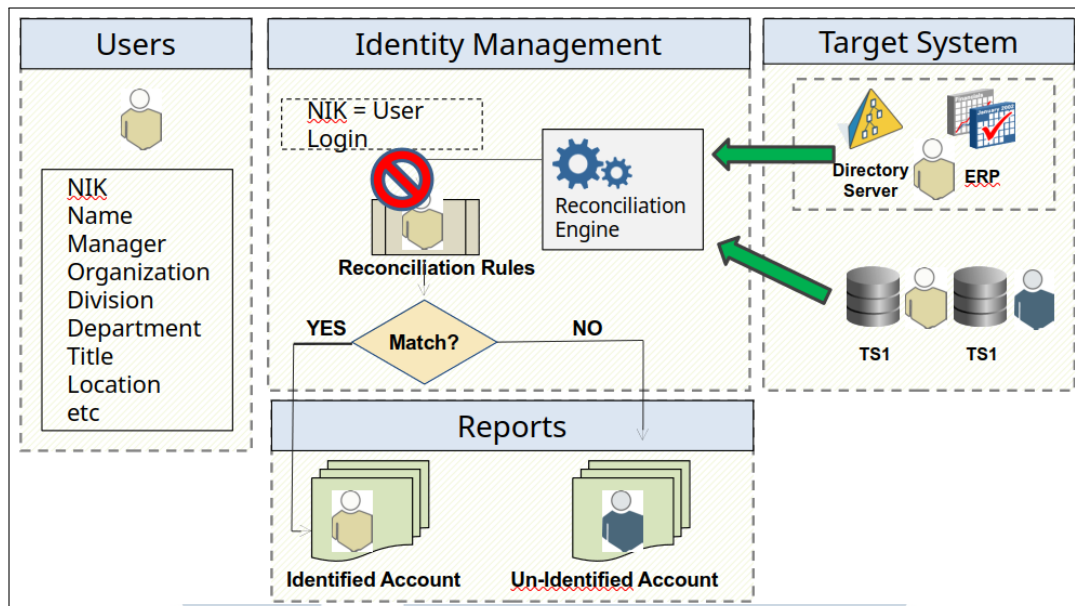 Users
NIK
Name
Manager
Organization
Division
Department
Title
Location
etc
Identity Management
NIK = User
Login
Reconciliation
Engine
Reconciliation Rules
YES
Match?
NO
Target System
Directory
Server
ERP
TS1
TS1
Reports
Identified Account
Un-Identified Account